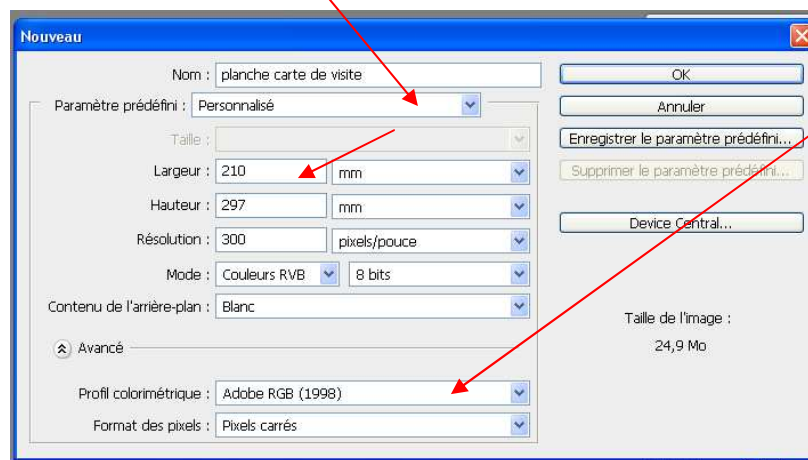 Nouveau
Nom : planche carte de visite
OK
Paramètre prédéfini : Personnalisé
Annuler
Taille :
Enregistrer le paramètre prédéfini...
Largeur : 210 mm
Supprimer le paramètre prédéfini...
Hauteur : 297 mm
Device Central...
Résolution : 300 pixels/pouce
Mode : Couleurs RVB 8 bits
Contenu de l'arrière-plan : Blanc
Taille de l'image :
24,9 Mo
Avancé
Profil colorimétrique : Adobe RGB (1998)
Format des pixels : Pixels carrés